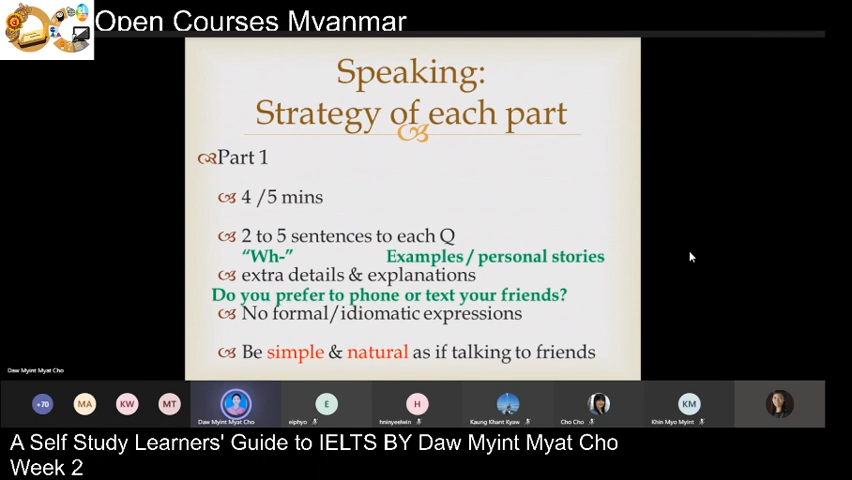 Open Courses Myanmar
Speaking:
Strategy of each part
Part 1
4 /5 mins
2 to 5 sentences to each Q
“Wh-” Examples / personal stories
extra details & explanations
Do you prefer to phone or text your friends?
No formal/idiomatic expressions
Be simple & natural as if talking to friends
Daw Myint Myat Cho
+70 MA KW MT E H KM
Daw Myint Myat Cho eiphyo hninyeelwin Kaung Khant Kyaw Cho Cho Khin Myo Myint
A Self Study Learners' Guide to IELTS BY Daw Myint Myat Cho
Week 2